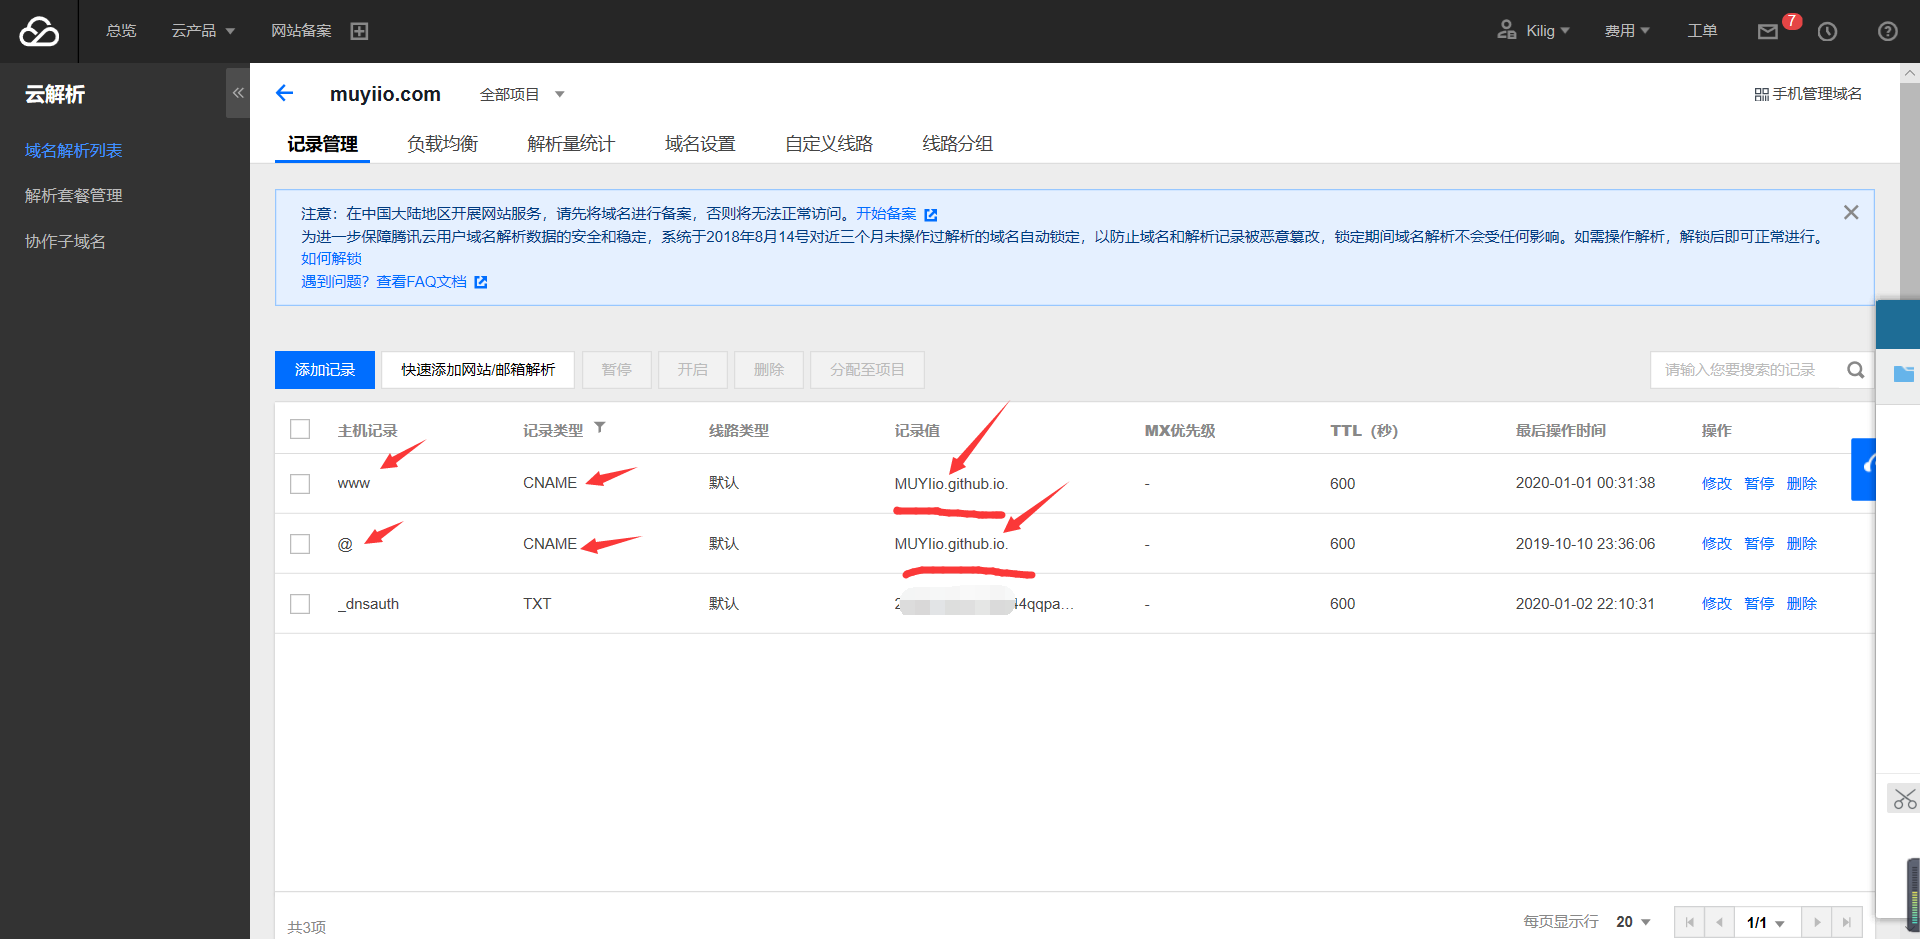 总览
云产品
网站备案
Kilig
费用
工单
7
云解析
域名解析列表
解析套餐管理
协作子域名
muyiio.com
全部项目
手机管理域名
记录管理 负载均衡 解析量统计 域名设置 自定义线路 线路分组
注意：在中国大陆地区开展网站服务，请先将域名进行备案，否则将无法正常访问。开始备案
为进一步保障腾讯云用户域名解析数据的安全和稳定，系统于2018年8月14号对近三个月未操作过解析的域名自动锁定，以防止域名和解析记录被恶意篡改，锁定期间域名解析不会受任何影响。如需操作解析，解锁后即可正常进行。
如何解锁
遇到问题？查看FAQ文档
添加记录 快速添加网站/邮箱解析 暂停 开启 删除 分配至项目 请输入您要搜索的记录
主机记录 记录类型 线路类型 记录值 MX优先级 TTL（秒） 最后操作时间 操作
www CNAME 默认 MUYIio.github.io. - 600 2020-01-01 00:31:38 修改 暂停 删除
@ CNAME 默认 MUYIio.github.io. - 600 2019-10-10 23:36:06 修改 暂停 删除
_dnsauth TXT 默认 - 600 2020-01-02 22:10:31 修改 暂停 删除
共3项 每页显示行 20 1/1